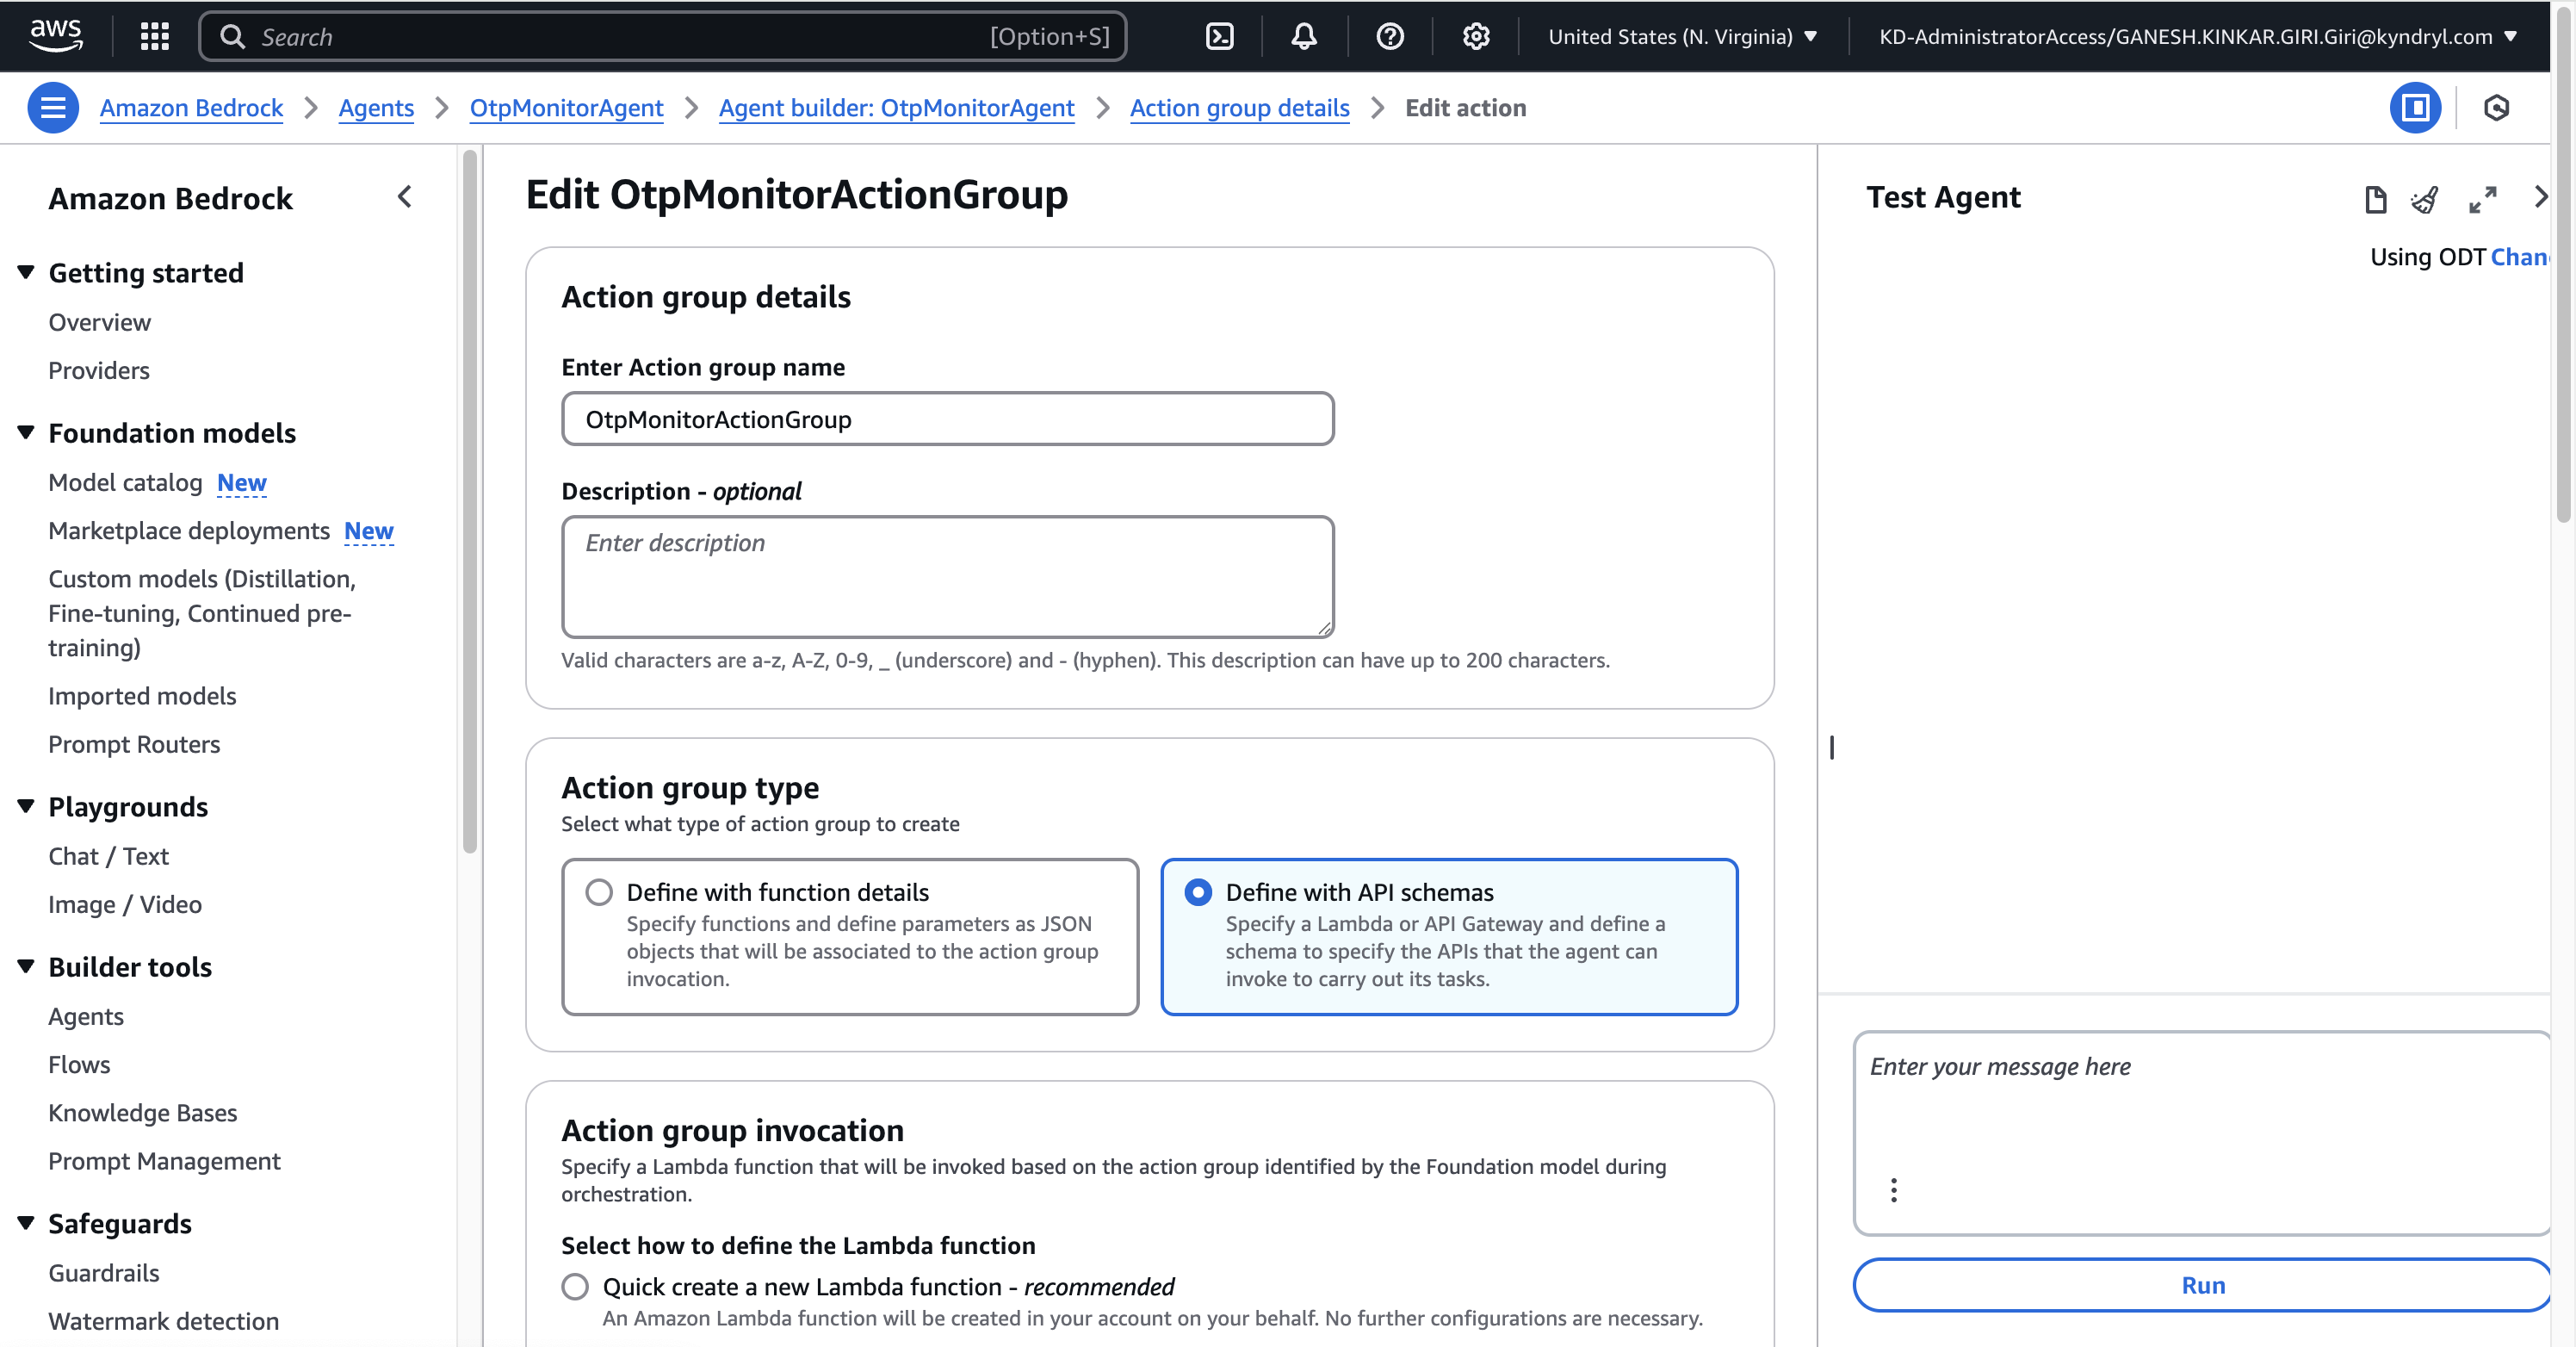 aws
Search
[Option+S]
United States (N. Virginia)
KD-AdministratorAccess/GANESH.KINKAR.GIRI.Giri@kyndryl.com
Amazon Bedrock
Agents
OtpMonitorAgent
Agent builder: OtpMonitorAgent
Action group details
Edit action
Amazon Bedrock
Getting started
Overview
Providers
Foundation models
Model catalog New
Marketplace deployments New
Custom models (Distillation,
Fine-tuning, Continued pre-
training)
Imported models
Prompt Routers
Playgrounds
Chat / Text
Image / Video
Builder tools
Agents
Flows
Knowledge Bases
Prompt Management
Safeguards
Guardrails
Watermark detection
Edit OtpMonitorActionGroup
Action group details
Enter Action group name
OtpMonitorActionGroup
Description - optional
Enter description
Valid characters are a-z, A-Z, 0-9, _ (underscore) and - (hyphen). This description can have up to 200 characters.
Action group type
Select what type of action group to create
Define with function details
Specify functions and define parameters as JSON
objects that will be associated to the action group
invocation.
Define with API schemas
Specify a Lambda or API Gateway and define a
schema to specify the APIs that the agent can
invoke to carry out its tasks.
Action group invocation
Specify a Lambda function that will be invoked based on the action group identified by the Foundation model during
orchestration.
Select how to define the Lambda function
Quick create a new Lambda function - recommended
An Amazon Lambda function will be created in your account on your behalf. No further configurations are necessary.
Test Agent
Using ODT
Enter your message here
Run